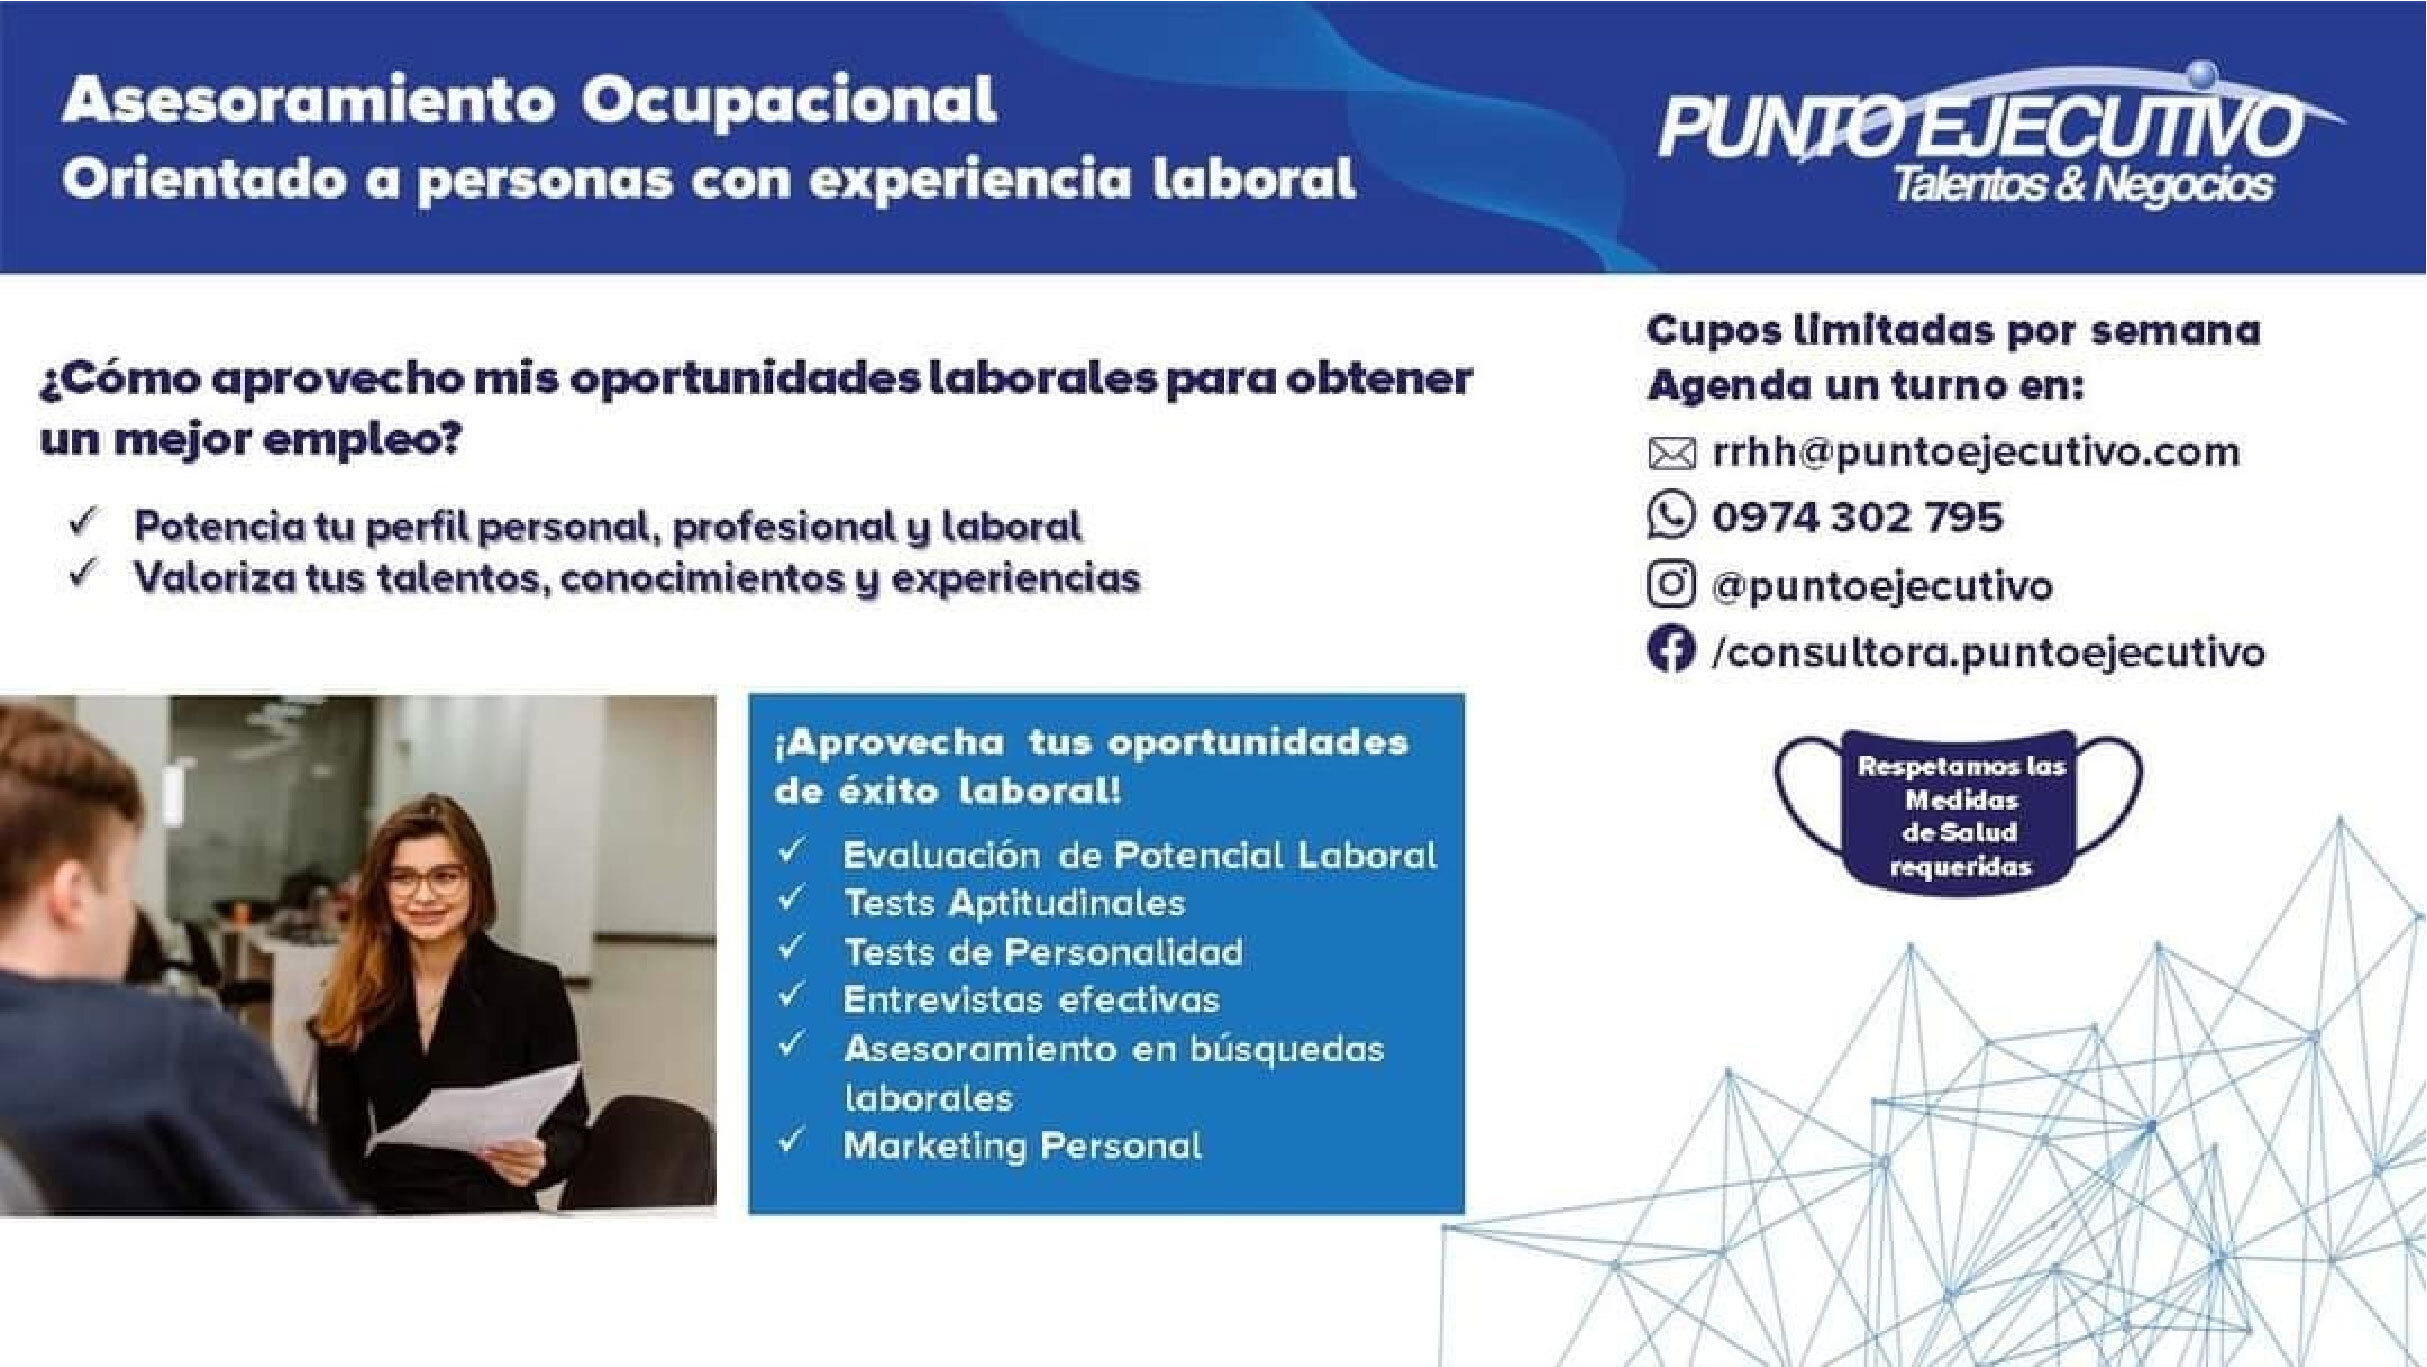 Asesoramiento Ocupacional
Orientado a personas con experiencia laboral
PUNTO EJECUTIVO
Talentos & Negocios
¿Cómo aprovecho mis oportunidades laborales para obtener
un mejor empleo?
✓ Potencia tu perfil personal, profesional y laboral
✓ Valoriza tus talentos, conocimientos y experiencias
¡Aprovecha tus oportunidades
de éxito laboral!
✓ Evaluación de Potencial Laboral
✓ Tests Aptitudinales
✓ Tests de Personalidad
✓ Entrevistas efectivas
✓ Asesoramiento en búsquedas
laborales
✓ Marketing Personal
Cupos limitadas por semana
Agenda un turno en:
rrhh@puntoejecutivo.com
0974 302 795
@puntoejecutivo
/consultora.puntoejecutivo
Respetamos las
Medidas
de Salud
requeridas